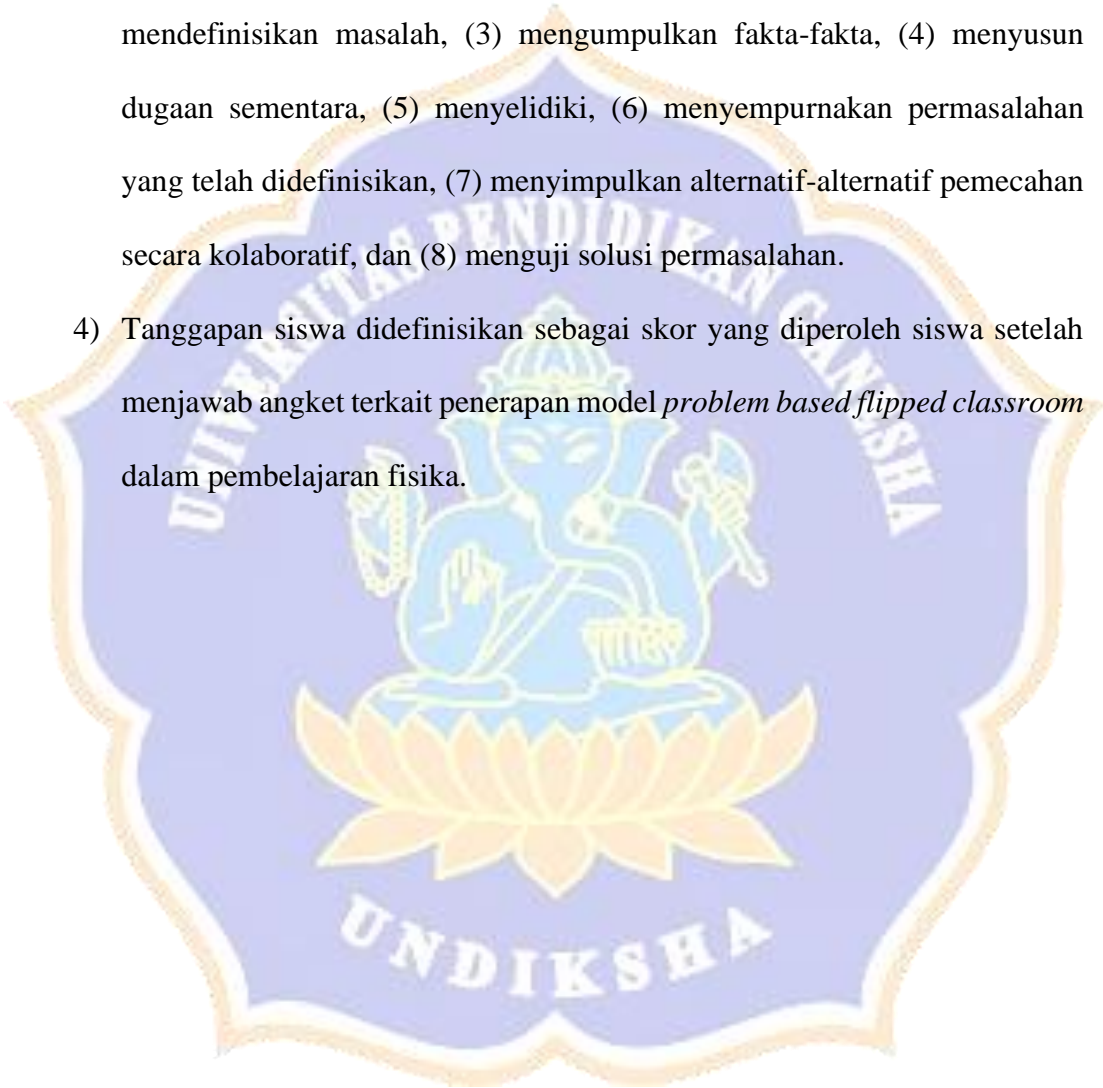 mendefinisikan masalah, (3) mengumpulkan fakta-fakta, (4) menyusun
dugaan sementara, (5) menyelidiki, (6) menyempurnakan permasalahan
yang telah didefinisikan, (7) menyimpulkan alternatif-alternatif pemecahan
secara kolaboratif, dan (8) menguji solusi permasalahan.
4) Tanggapan siswa didefinisikan sebagai skor yang diperoleh siswa setelah
menjawab angket terkait penerapan model problem based flipped classroom
dalam pembelajaran fisika.
UNIVERSITAS PENDIDIKAN GANESHA
UNDIKSHA